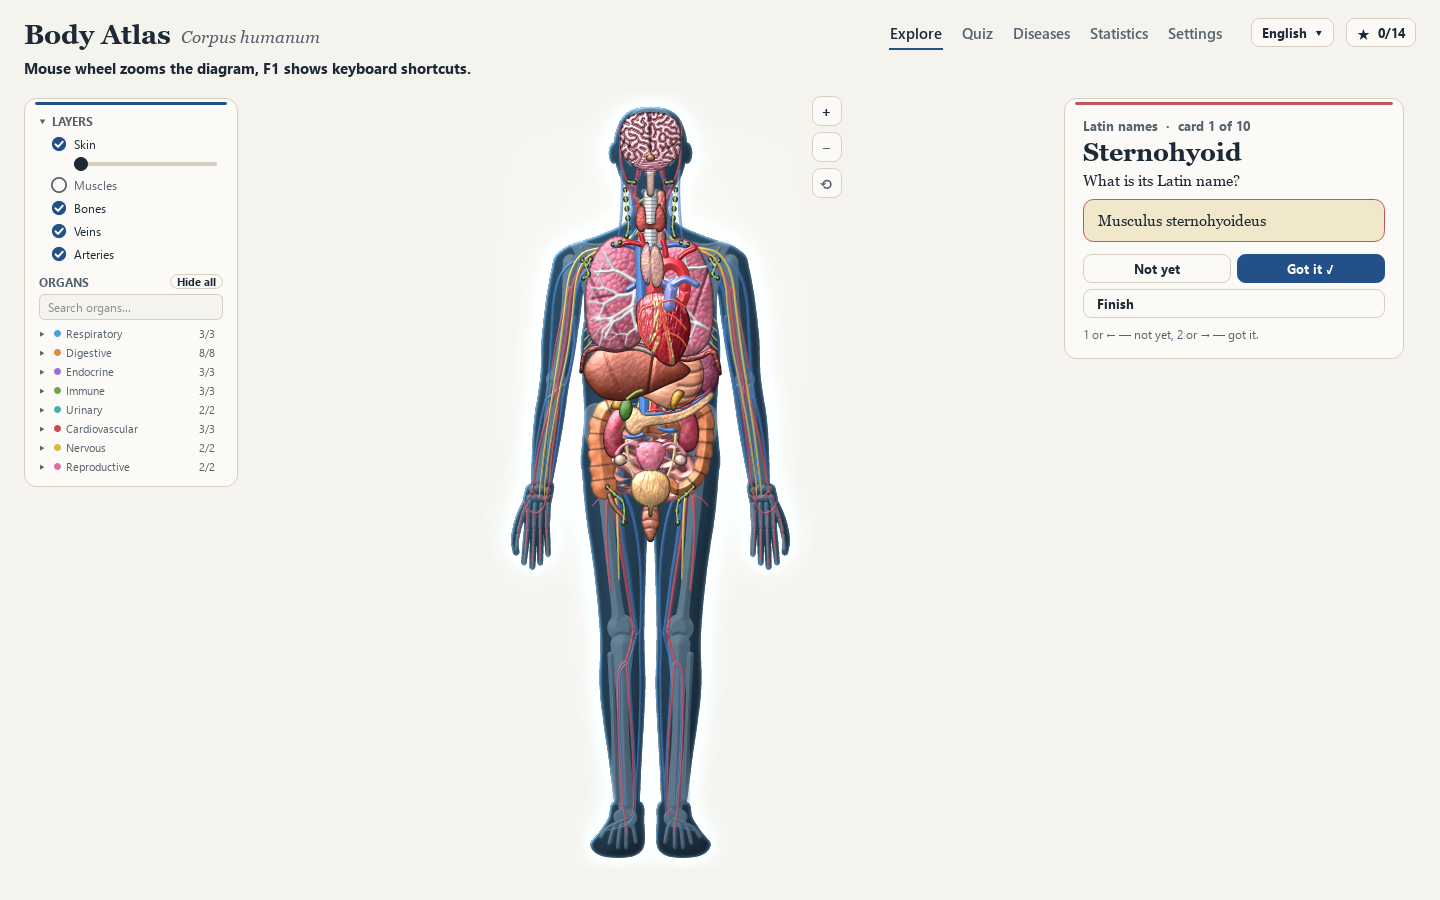 Body Atlas Corpus humanum
Explore Quiz Diseases Statistics Settings English ▼ ★ 0/14
Mouse wheel zooms the diagram, F1 shows keyboard shortcuts.
▼ LAYERS
Skin
Muscles
Bones
Veins
Arteries
ORGANS Hide all
Search organs...
Respiratory 3/3
Digestive 8/8
Endocrine 3/3
Immune 3/3
Urinary 2/2
Cardiovascular 3/3
Nervous 2/2
Reproductive 2/2
+
−
⟲
Latin names · card 1 of 10
Sternohyoid
What is its Latin name?
Musculus sternohyoideus
Not yet Got it ✓
Finish
1 or ← — not yet, 2 or → — got it.